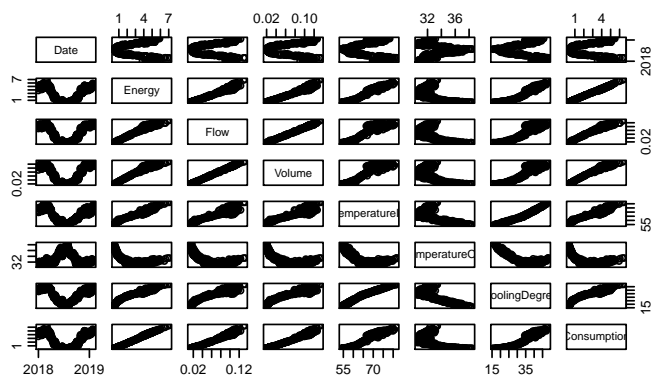 1 4 7 0.02 0.10 32 36 1 4
Date 2018
1 7 Energy
Flow 0.02
0.02 Volume
emperatureI 55
32 mperatureO
oolingDegre 15
1 Consumption
2018 2019 0.02 0.12 55 70 15 35